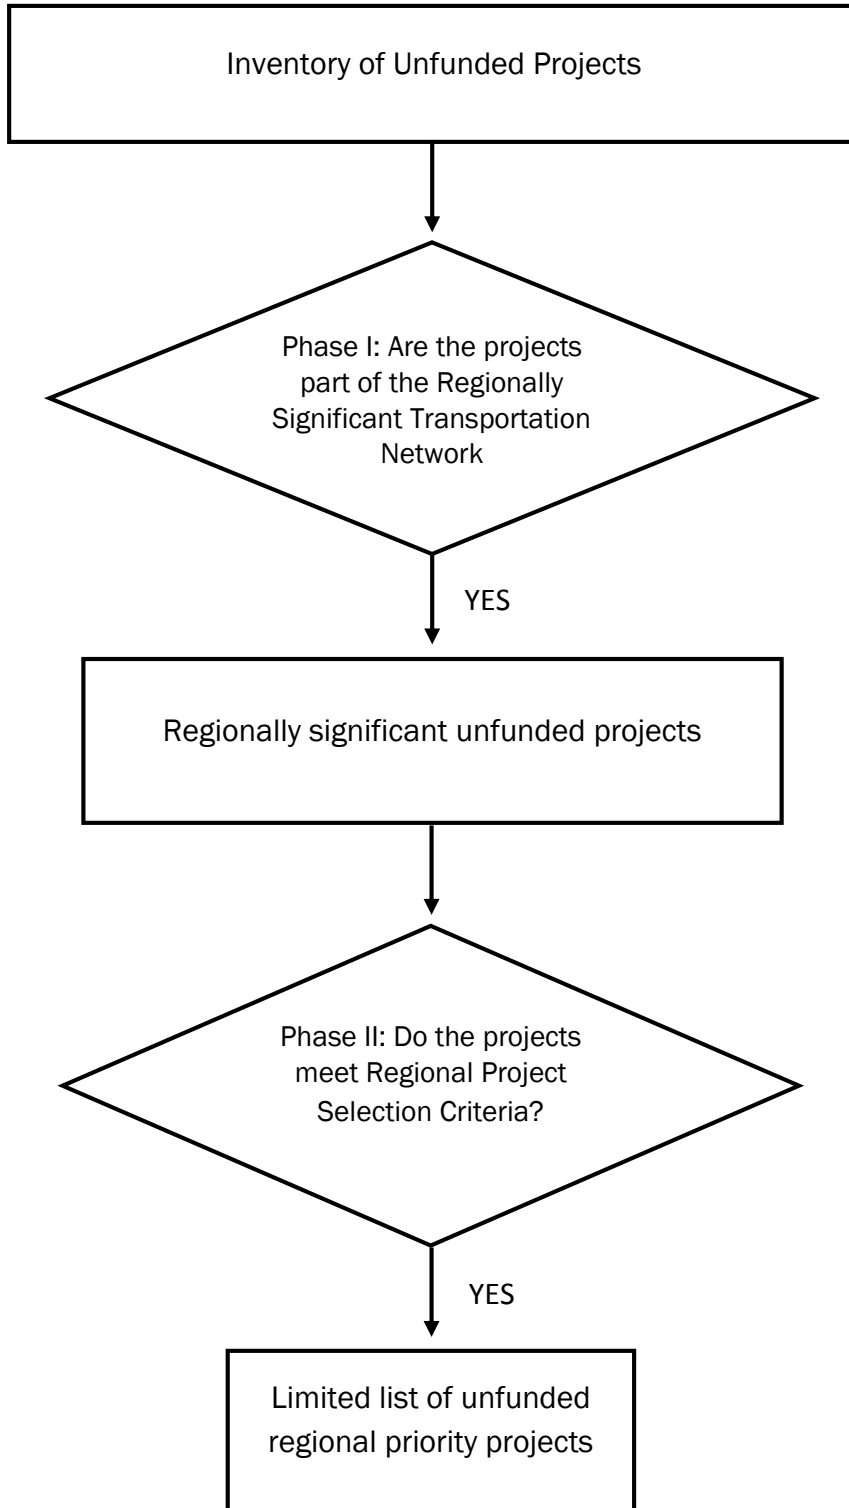 Inventory of Unfunded Projects
Phase I: Are the projects
part of the Regionally
Significant Transportation
Network
YES
Regionally significant unfunded projects
Phase II: Do the projects
meet Regional Project
Selection Criteria?
YES
Limited list of unfunded
regional priority projects